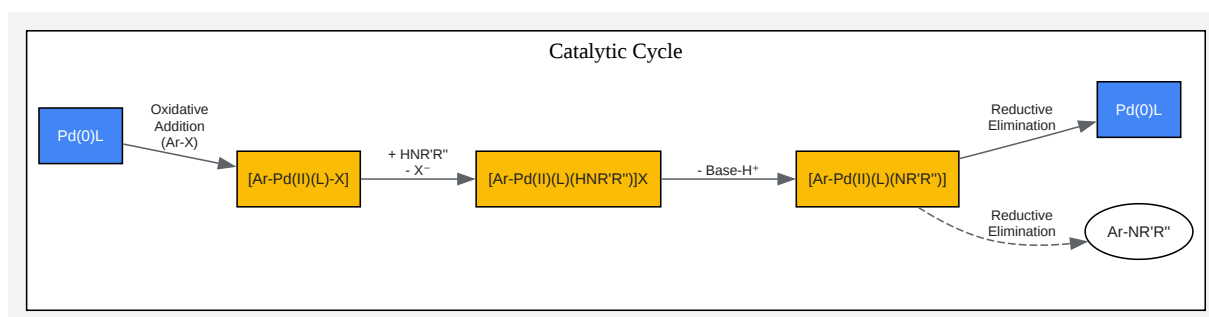 Catalytic Cycle
Pd(0)L
Oxidative
Addition
(Ar-X)
[Ar-Pd(II)(L)-X]
+ HNR'R"
- X⁻
[Ar-Pd(II)(L)(HNR'R")]X
- Base-H⁺
[Ar-Pd(II)(L)(NR'R")]
Reductive
Elimination
Pd(0)L
Reductive
Elimination
Ar-NR'R"